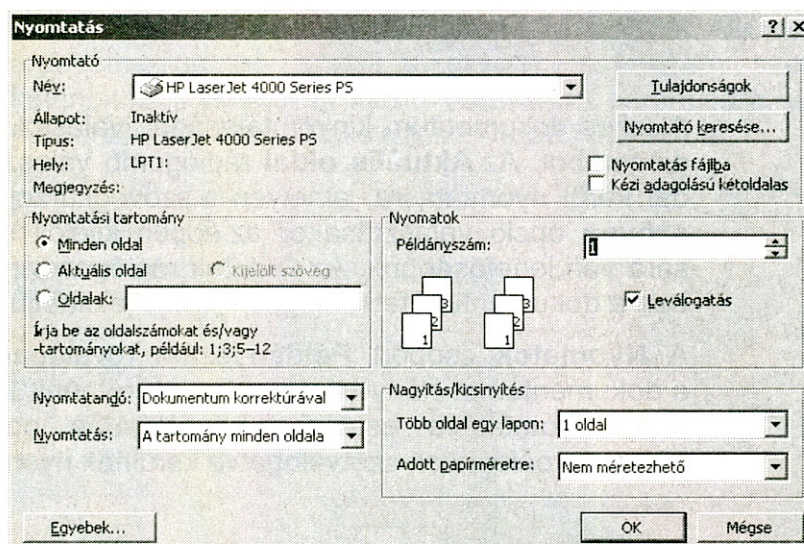 Nyomtatás
Nyomtató
Név: HP LaserJet 4000 Series PS
Tulajdonságok
Állapot: Inaktív
Nyomtató keresése...
Típus: HP LaserJet 4000 Series PS
Hely: LPT1:
Nyomtatás fájlba
Megjegyzés:
Kézi adagolású kétoldalas
Nyomtatási tartomány
Minden oldal
Aktuális oldal
Kijelölt szöveg
Oldalak:
Írja be az oldalszámokat és/vagy
-tartományokat, például: 1;3;5–12
Nyomatok
Példányszám: 1
Leválogatás
3 3
2 2
1 1
Nyomtatandó: Dokumentum korrektúrával
Nyomtatás: A tartomány minden oldala
Nagyítás/kicsinyítés
Több oldal egy lapon: 1 oldal
Adott papírméretre: Nem méretezhető
Egyebek...
OK
Mégse